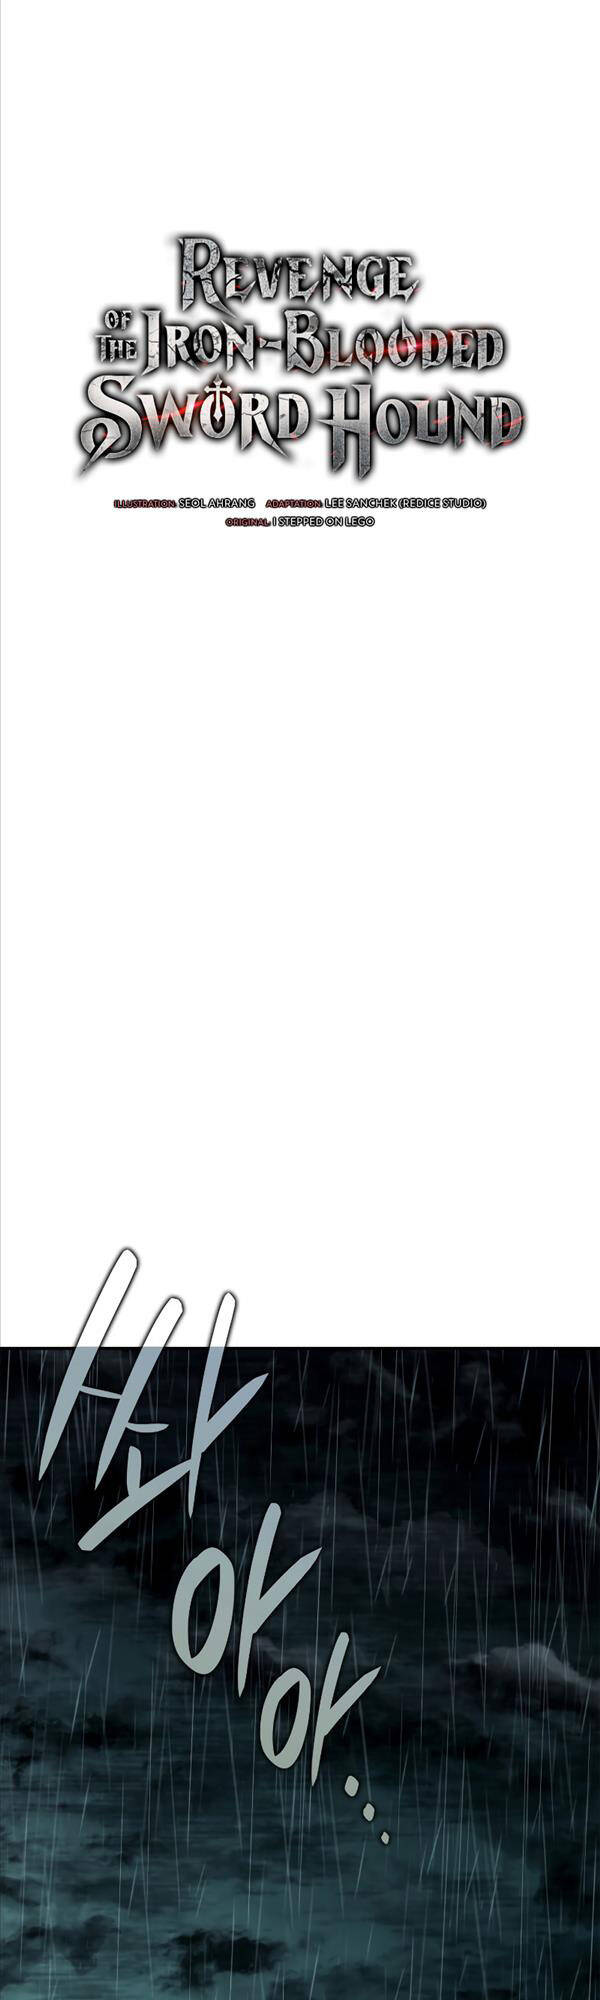 REVENGE
OF THE IRON-BLOODED
SWORD HOUND
ILLUSTRATION: SEOL AHRANG ADAPTATION: LEE SANCHEK (REDICE STUDIO)
ORIGINAL: I STEPPED ON LEGO
쏴
아
아...